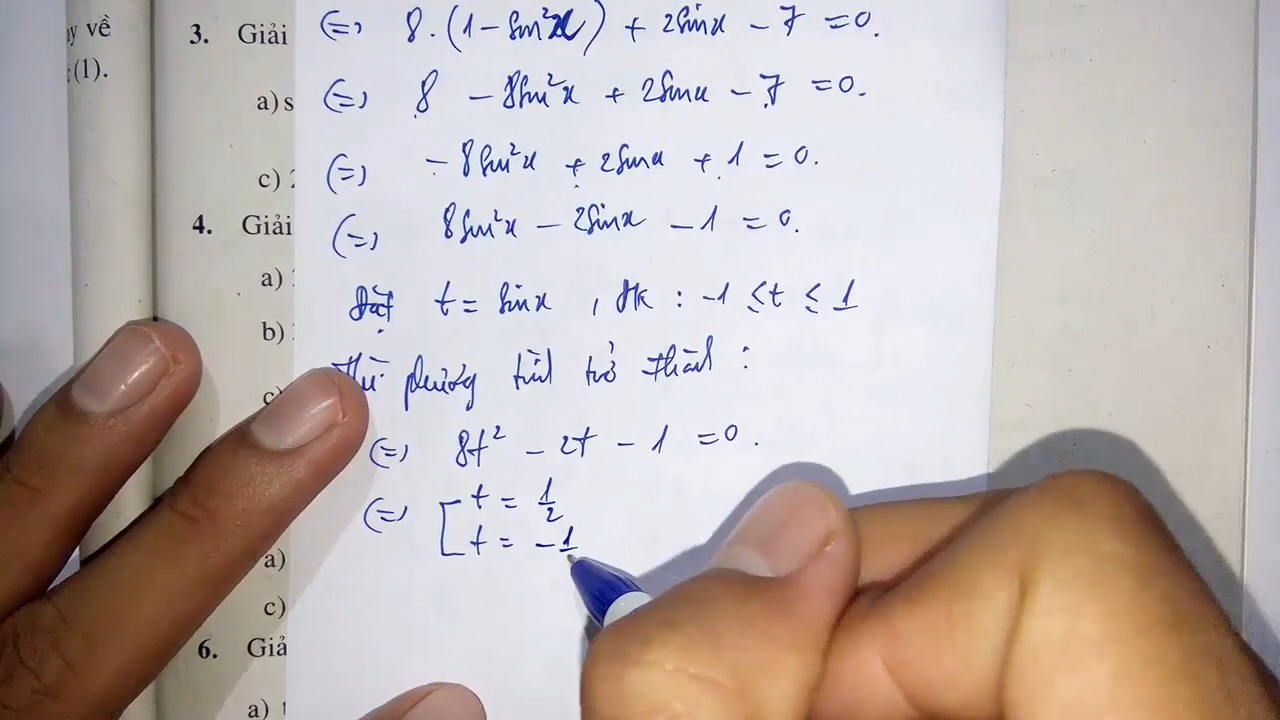 y về
(1).
3. Giải
a) s
c) 2
4. Giải
a)
b)
c)
a)
c)
6. Giả
a) t
(=) 8.(1 - sin²x) + 2sinx - 7 = 0.
(=) 8 - 8sin²x + 2sinx - 7 = 0.
(=) - 8sin²x + 2sinx + 1 = 0.
(=) 8sin²x - 2sinx - 1 = 0.
Đặt t = sinx , đk : -1 ≤ t ≤ 1
Thì phương tình trở thành :
(=) 8t² - 2t - 1 = 0.
(=) [ t = 1/2
t = - 1